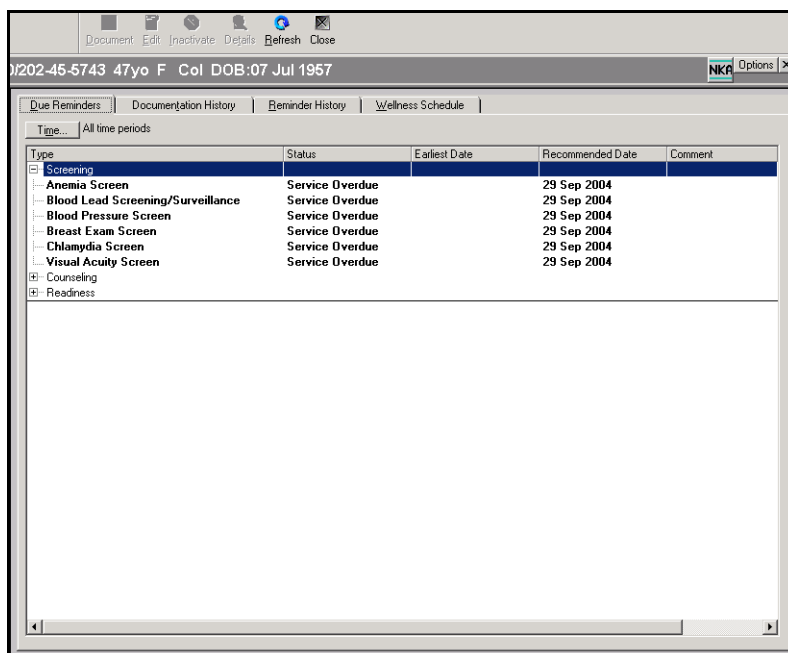 Document Edit Inactivate Details Refresh Close
0/202-45-5743 47yo F Col DOB:07 Jul 1957 NKA Options
Due Reminders Documentation History Reminder History Wellness Schedule
Time... All time periods
Type Status Earliest Date Recommended Date Comment
Screening
Anemia Screen Service Overdue 29 Sep 2004
Blood Lead Screening/Surveillance Service Overdue 29 Sep 2004
Blood Pressure Screen Service Overdue 29 Sep 2004
Breast Exam Screen Service Overdue 29 Sep 2004
Chlamydia Screen Service Overdue 29 Sep 2004
Visual Acuity Screen Service Overdue 29 Sep 2004
Counseling
Readiness